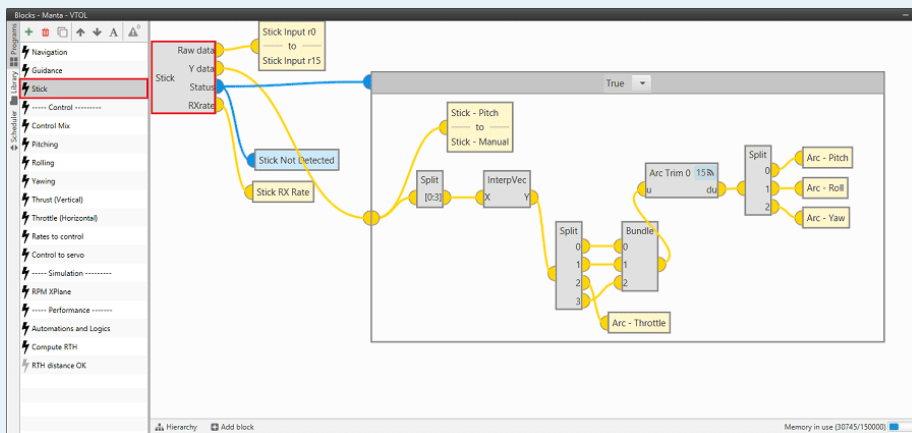 Blocks - Manta - VTOL
Programs
Library
Scheduler
A
Navigation
Guidance
Stick
----- Control ---------
Control Mix
Pitching
Rolling
Yawing
Thrust (Vertical)
Throttle (Horizontal)
Rates to control
Control to servo
----- Simulation ---------
RPM XPlane
----- Performance -------
Automations and Logics
Compute RTH
RTH distance OK
Stick
Raw data
Y data
Status
RXrate
Stick Input r0
to
Stick Input r15
Stick Not Detected
Stick RX Rate
True
Stick - Pitch
to
Stick - Manual
Split
[0:3]
InterpVec
X Y
Split
0
1
2
3
Bundle
0
1
2
Arc - Throttle
Arc Trim 0 15
u du
Split
0
1
2
Arc - Pitch
Arc - Roll
Arc - Yaw
Hierarchy Add block
Memory in use (30745/150000)